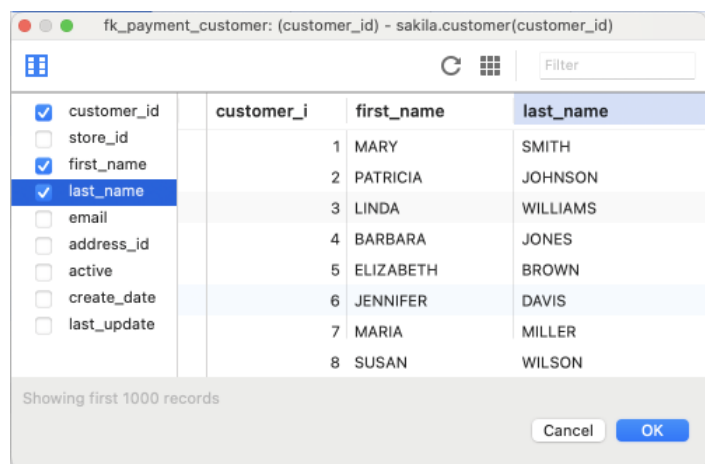 fk_payment_customer: (customer_id) - sakila.customer(customer_id)
Filter
customer_id
store_id
first_name
last_name
email
address_id
active
create_date
last_update
customer_i first_name last_name
1 MARY SMITH
2 PATRICIA JOHNSON
3 LINDA WILLIAMS
4 BARBARA JONES
5 ELIZABETH BROWN
6 JENNIFER DAVIS
7 MARIA MILLER
8 SUSAN WILSON
Showing first 1000 records
Cancel OK